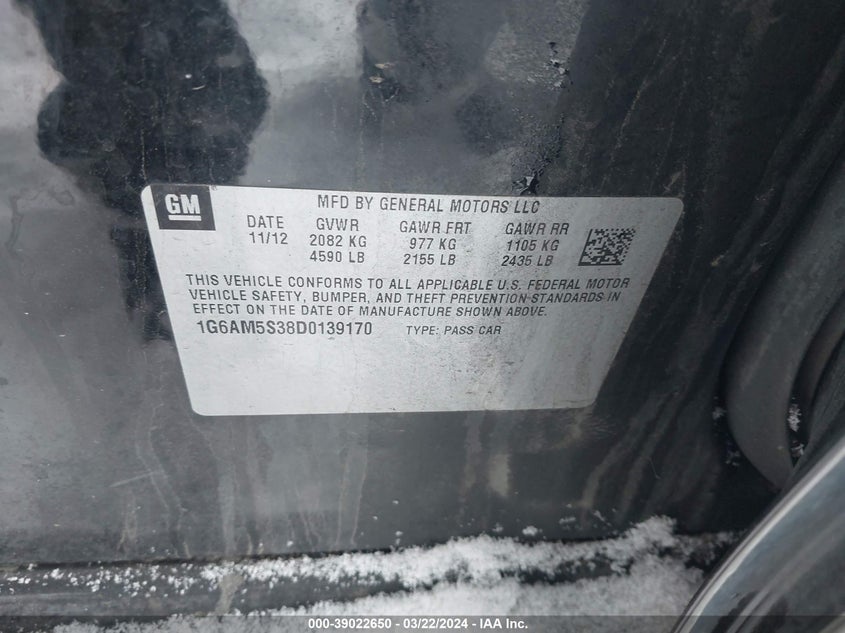 GM
MFD BY GENERAL MOTORS LLC
DATE GVWR GAWR FRT GAWR RR
11/12 2082 KG 977 KG 1105 KG
4590 LB 2155 LB 2435 LB
THIS VEHICLE CONFORMS TO ALL APPLICABLE U.S. FEDERAL MOTOR
VEHICLE SAFETY, BUMPER, AND THEFT PREVENTION STANDARDS IN
EFFECT ON THE DATE OF MANUFACTURE SHOWN ABOVE.
1G6AM5S38D0139170 TYPE: PASS CAR
000-39022650 - 03/22/2024 - IAA Inc.